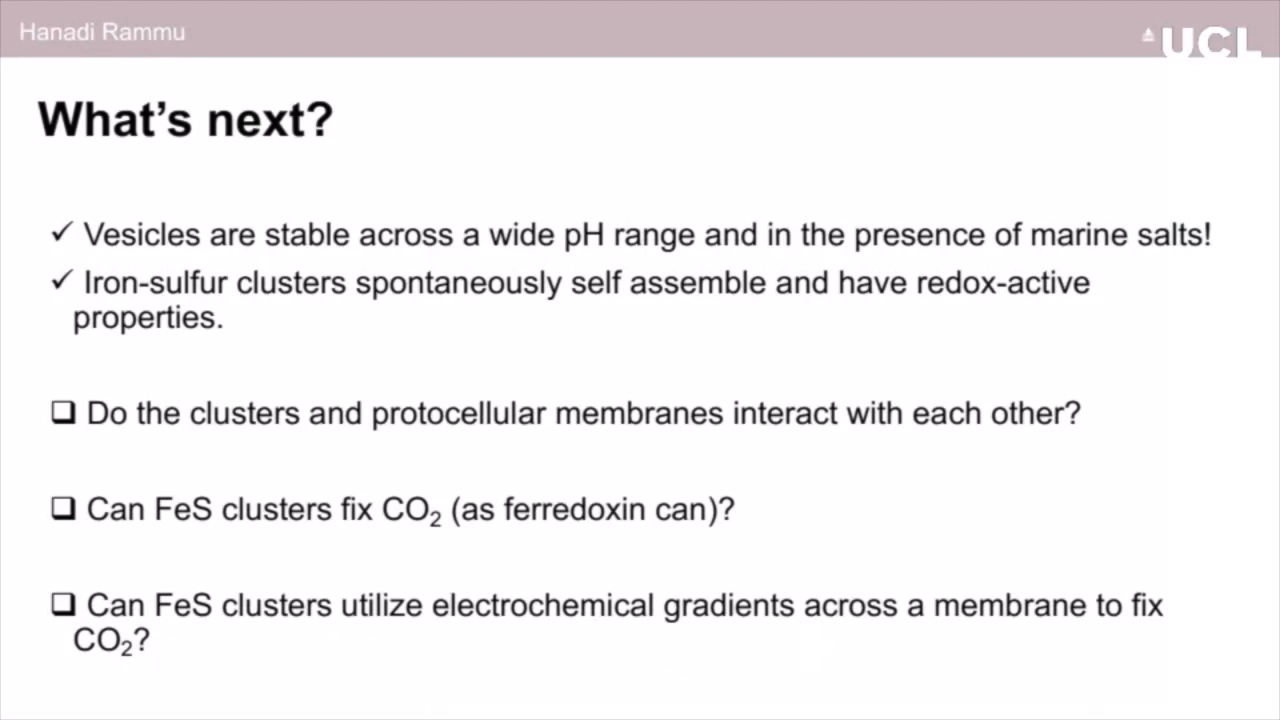 Hanadi Rammu
UCL
What's next?
✓ Vesicles are stable across a wide pH range and in the presence of marine salts!
✓ Iron-sulfur clusters spontaneously self assemble and have redox-active
properties.
❑ Do the clusters and protocellular membranes interact with each other?
❑ Can FeS clusters fix CO₂ (as ferredoxin can)?
❑ Can FeS clusters utilize electrochemical gradients across a membrane to fix
CO₂?